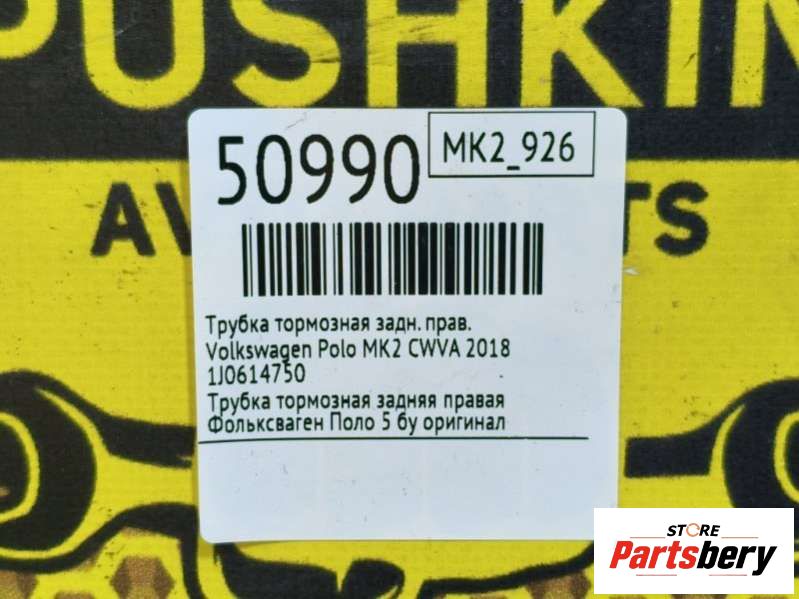 PUSHKIN
AV
TS
50990
MK2_926
Трубка тормозная задн. прав.
Volkswagen Polo MK2 CWVA 2018
1J0614750
Трубка тормозная задняя правая
Фольксваген Поло 5 бу оригинал
STORE
Partsbery